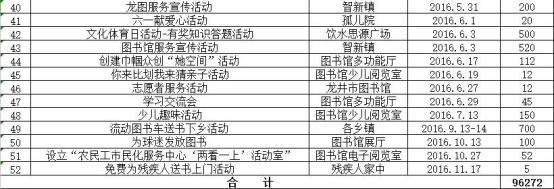 40 龙图服务宣传活动 智新镇 2016.5.31 200
41 六一献爱心活动 孤儿院 2016.6.1 20
42 文化体育日活动-有奖知识答题活动 饮水思源广场 2016.6.3 500
43 图书馆服务宣传活动 智新镇 2016.6.3 520
44 创建巾帼众创“她空间”活动 图书馆多功能厅 2016.6.17 112
45 你来比划我来猜亲子活动 图书馆少儿阅览室 2016.6.19 12
46 志愿者服务活动 龙井市图书馆 2016.6.27 12
47 学习交流会 图书馆多功能厅 2016.6.29 45
48 少儿趣味活动 图书馆少儿阅览室 2016.7.13 150
49 流动图书车送书下乡活动 各乡镇 2016.9.13-14 700
50 为球迷发放图书 图书馆展厅 2016.10.13 100
51 设立“农民工市民化服务中心‘两看一上’活动室” 图书馆电子阅览室 2016.10.27 52
52 免费为残疾人送书上门活动 残疾人家中 2016.11.17 5
合 计 96272